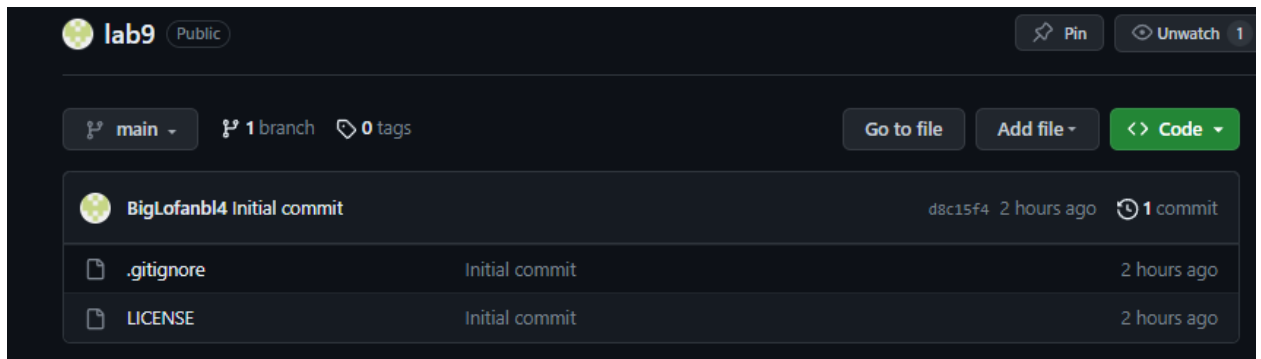 lab9 Public Pin Unwatch 1
main 1 branch 0 tags Go to file Add file <> Code
BigLofanbl4 Initial commit d8c15f4 2 hours ago 1 commit
.gitignore Initial commit 2 hours ago
LICENSE Initial commit 2 hours ago